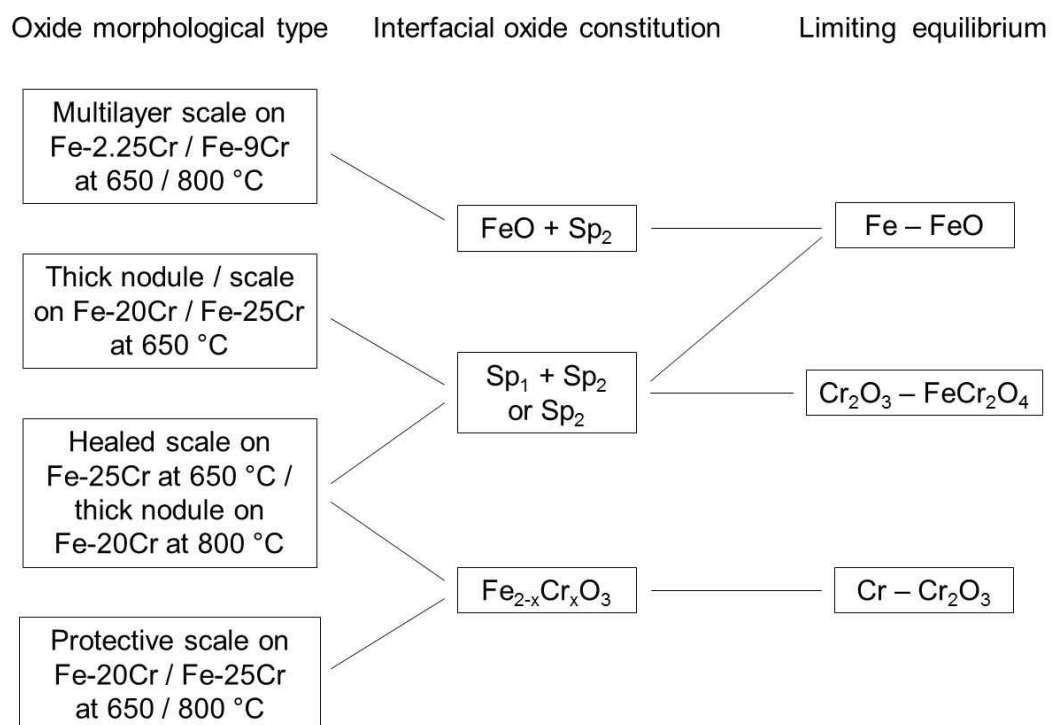 Oxide morphological type Interfacial oxide constitution Limiting equilibrium
Multilayer scale on
Fe-2.25Cr / Fe-9Cr
at 650 / 800 °C
FeO + Sp₂
Fe – FeO
Thick nodule / scale
on Fe-20Cr / Fe-25Cr
at 650 °C
Sp₁ + Sp₂
or Sp₂
Cr₂O₃ – FeCr₂O₄
Healed scale on
Fe-25Cr at 650 °C /
thick nodule on
Fe-20Cr at 800 °C
Fe₂₋ₓCrₓO₃
Cr – Cr₂O₃
Protective scale on
Fe-20Cr / Fe-25Cr
at 650 / 800 °C